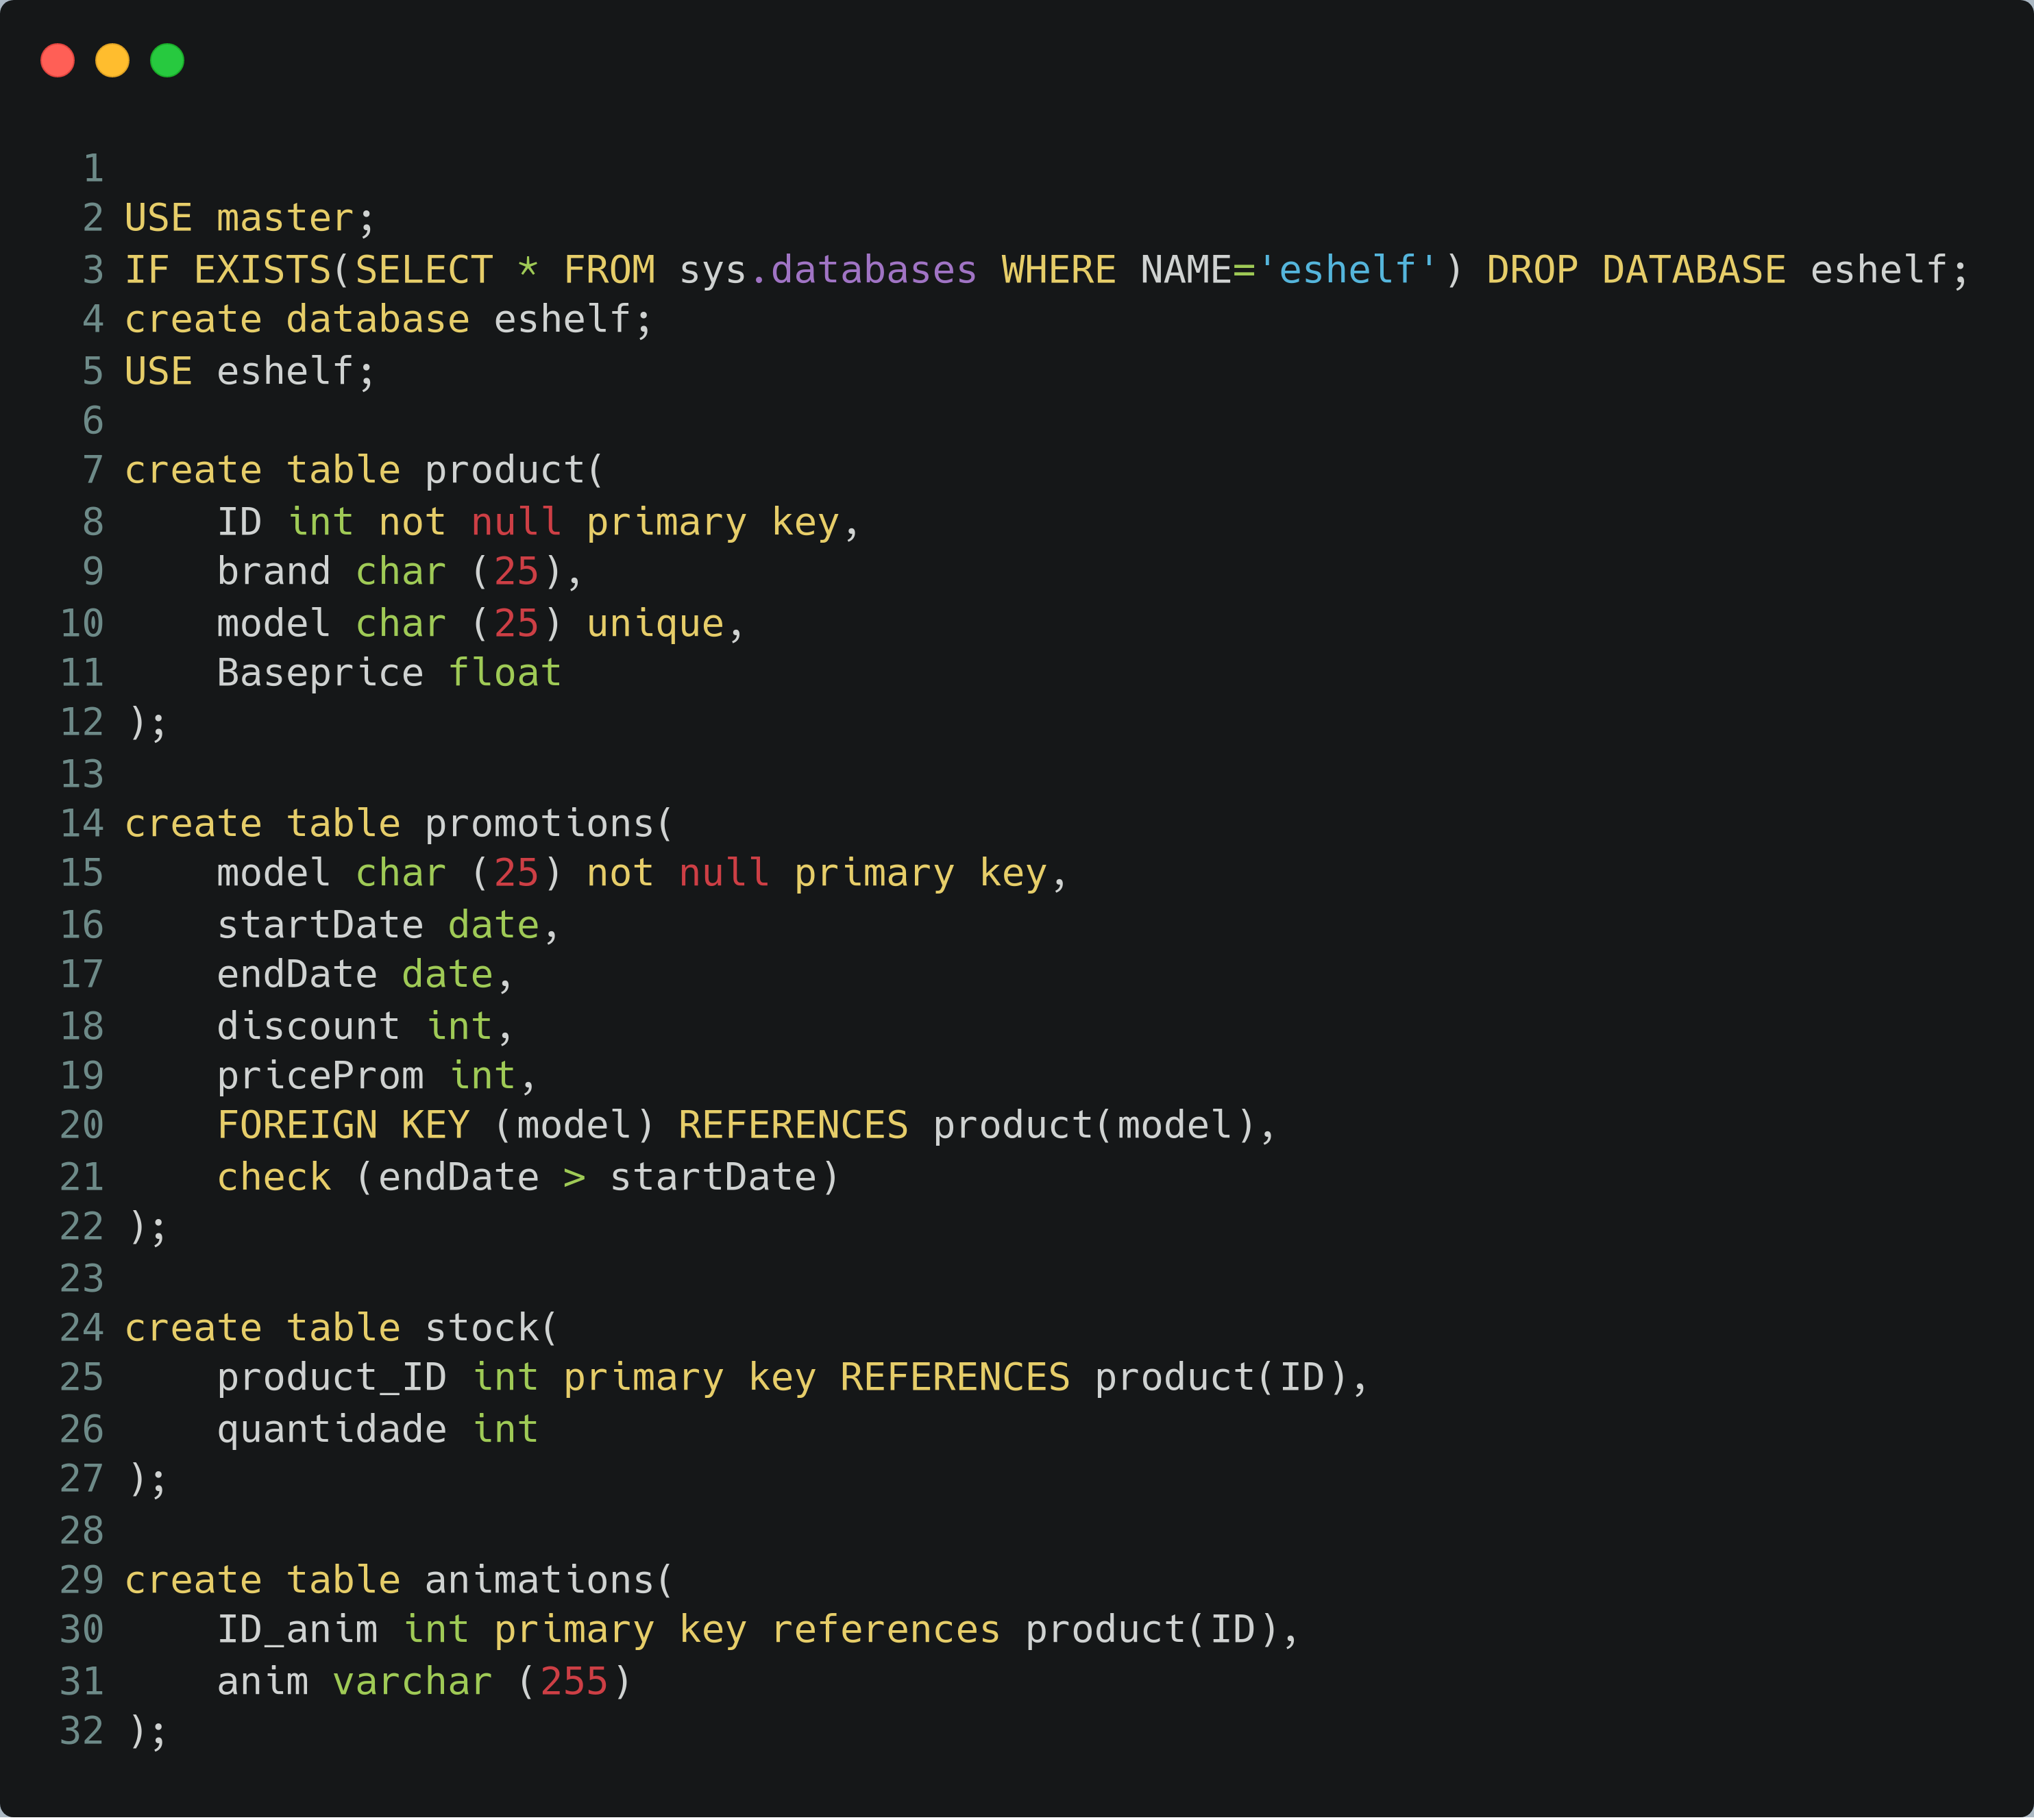 1
2 USE master;
3 IF EXISTS(SELECT * FROM sys.databases WHERE NAME='eshelf') DROP DATABASE eshelf;
4 create database eshelf;
5 USE eshelf;
6
7 create table product(
8     ID int not null primary key,
9     brand char (25),
10     model char (25) unique,
11     Baseprice float
12 );
13
14 create table promotions(
15     model char (25) not null primary key,
16     startDate date,
17     endDate date,
18     discount int,
19     priceProm int,
20     FOREIGN KEY (model) REFERENCES product(model),
21     check (endDate > startDate)
22 );
23
24 create table stock(
25     product_ID int primary key REFERENCES product(ID),
26     quantidade int
27 );
28
29 create table animations(
30     ID_anim int primary key references product(ID),
31     anim varchar (255)
32 );